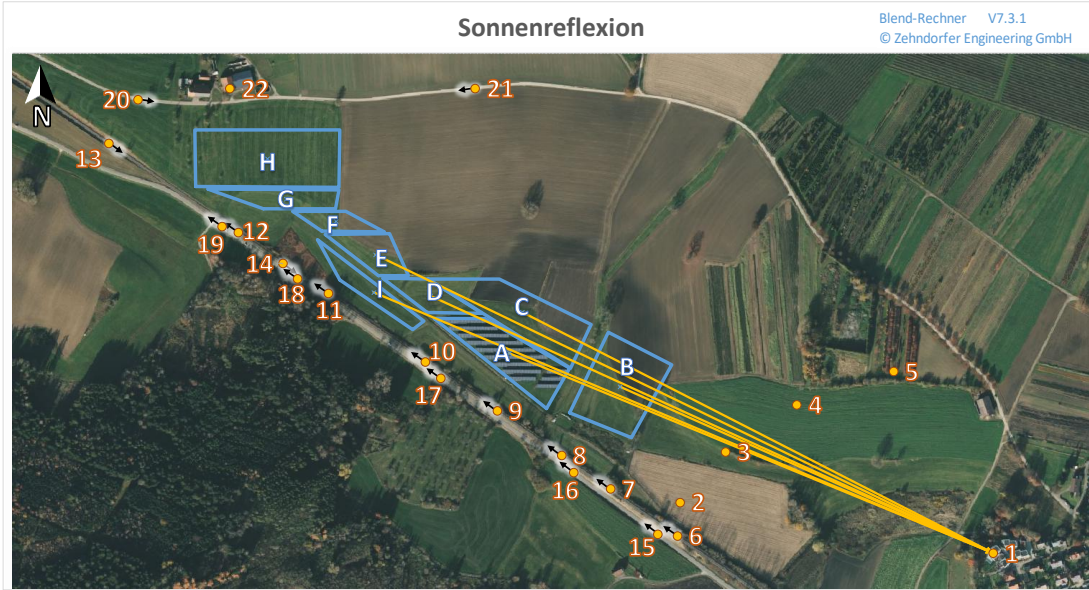 Sonnenreflexion
Blend-Rechner V7.3.1
© Zehndorfer Engineering GmbH
20
22
21
N
13
H
G
F
19
12
E
14
18
I
D
C
11
A
B
10
17
5
4
9
3
8
16
7
2
15
6
1